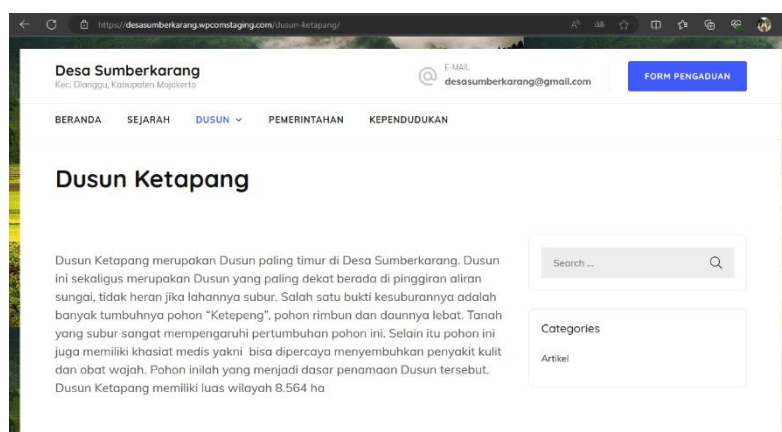 https://desasumberkarang.wpcomstaging.com/dusun-ketapang/
Desa Sumberkarang
Kec. Dlanggu, Kabupaten Mojokerto
E-MAIL
desasumberkarang@gmail.com
FORM PENGADUAN
BERANDA SEJARAH DUSUN PEMERINTAHAN KEPENDUDUKAN
Dusun Ketapang
Dusun Ketapang merupakan Dusun paling timur di Desa Sumberkarang. Dusun
ini sekaligus merupakan Dusun yang paling dekat berada di pinggiran aliran
sungai, tidak heran jika lahannya subur. Salah satu bukti kesuburannya adalah
banyak tumbuhnya pohon “Ketepeng”, pohon rimbun dan daunnya lebat. Tanah
yang subur sangat mempengaruhi pertumbuhan pohon ini. Selain itu pohon ini
juga memiliki khasiat medis yakni bisa dipercaya menyembuhkan penyakit kulit
dan obat wajah. Pohon inilah yang menjadi dasar penamaan Dusun tersebut.
Dusun Ketapang memiliki luas wilayah 8.564 ha
Search ...
Categories
Artikel